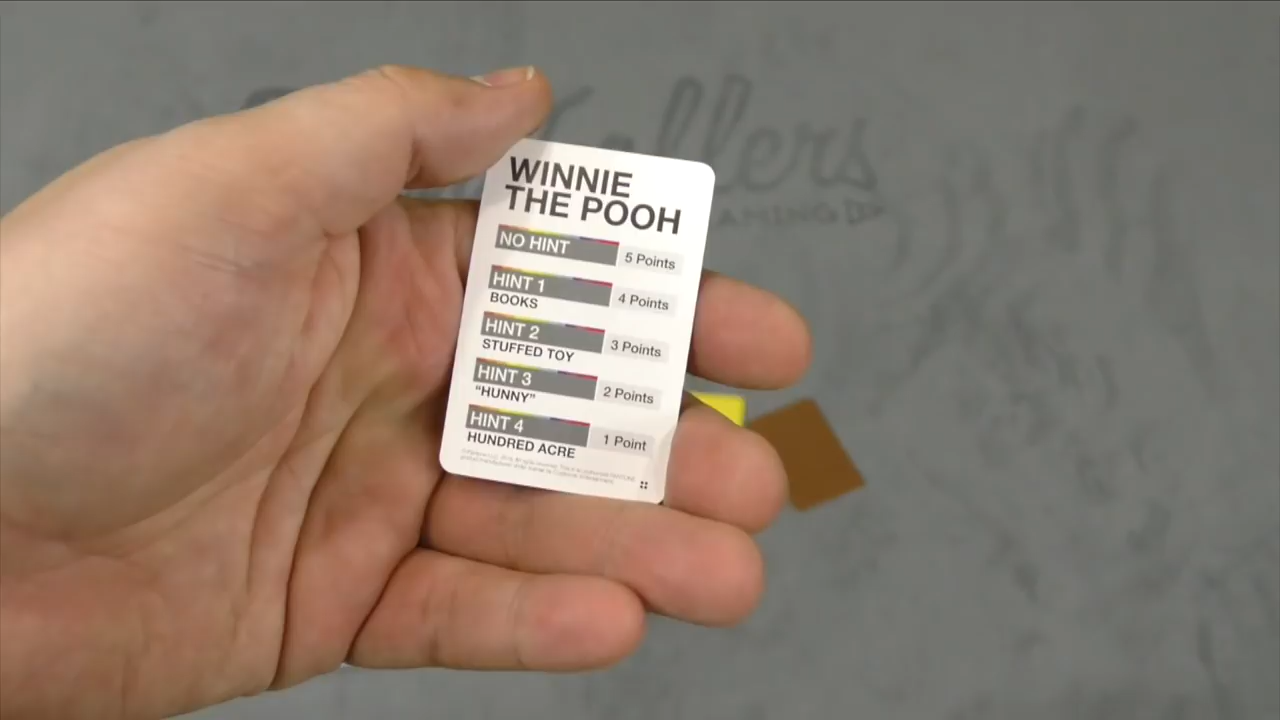 WINNIE
THE POOH
NO HINT 5 Points
HINT 1 4 Points
BOOKS
HINT 2 3 Points
STUFFED TOY
HINT 3 2 Points
"HUNNY"
HINT 4 1 Point
HUNDRED ACRE